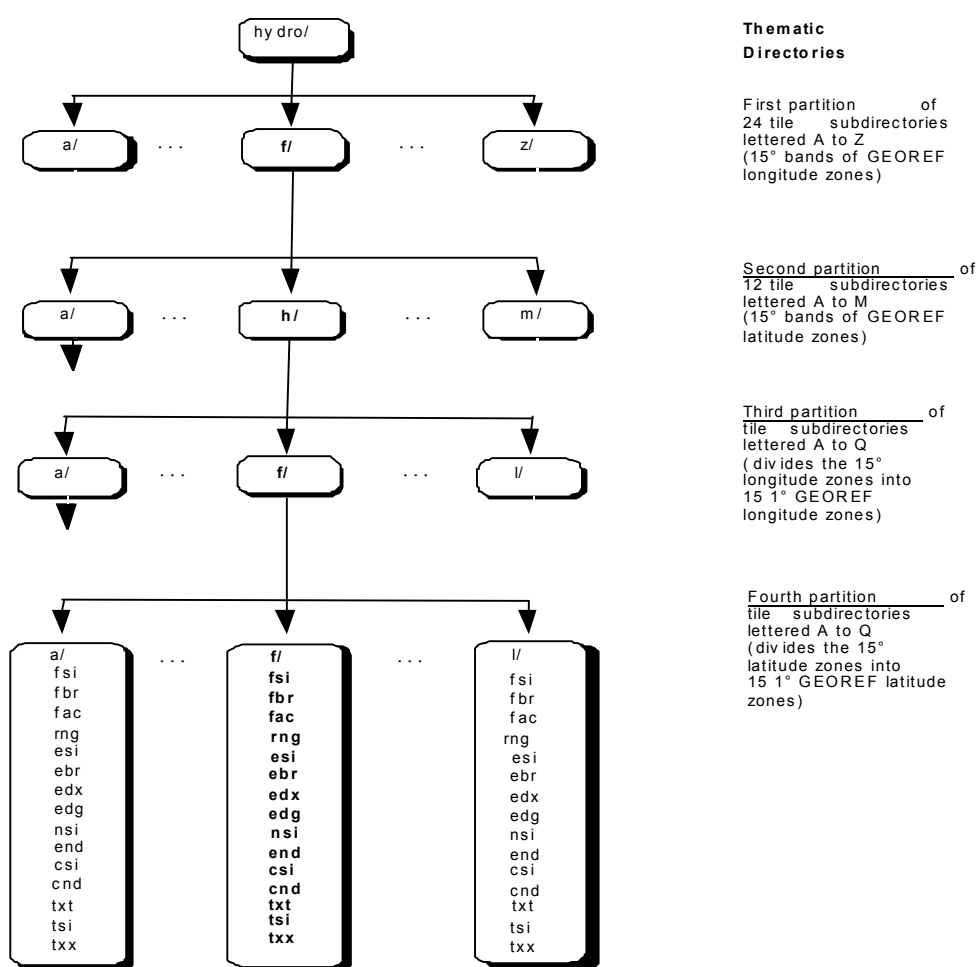 hydro/
Thematic
Directories
a/ ... f/ ... z/
First partition of
24 tile subdirectories
lettered A to Z
(15° bands of GEOREF
longitude zones)
a/ ... h/ ... m/
Second partition of
12 tile subdirectories
lettered A to M
(15° bands of GEOREF
latitude zones)
a/ ... f/ ... l/
Third partition of
tile subdirectories
lettered A to Q
(divides the 15°
longitude zones into
15 1° GEOREF
longitude zones)
Fourth partition of
tile subdirectories
lettered A to Q
(divides the 15°
latitude zones into
15 1° GEOREF latitude
zones)
a/
fsi
fbr
fac
rng
esi
ebr
edx
edg
nsi
end
csi
cnd
txt
tsi
txx
...
f/
fsi
fbr
fac
rng
esi
ebr
edx
edg
nsi
end
csi
cnd
txt
tsi
txx
...
l/
fsi
fbr
fac
rng
esi
ebr
edx
edg
nsi
end
csi
cnd
txt
tsi
txx